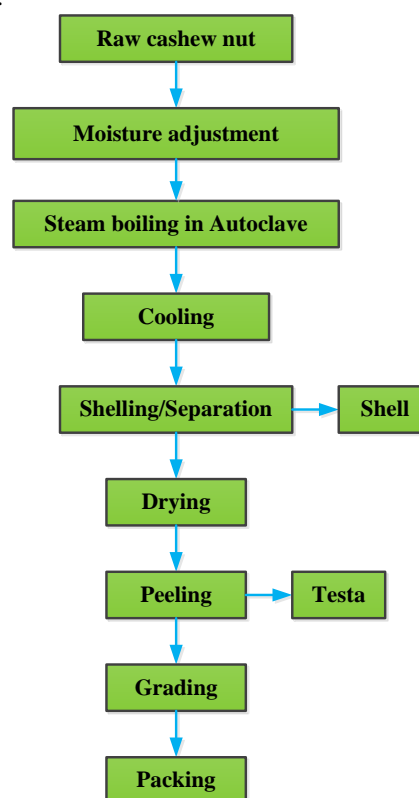 Raw cashew nut
Moisture adjustment
Steam boiling in Autoclave
Cooling
Shelling/Separation
Shell
Drying
Peeling
Testa
Grading
Packing